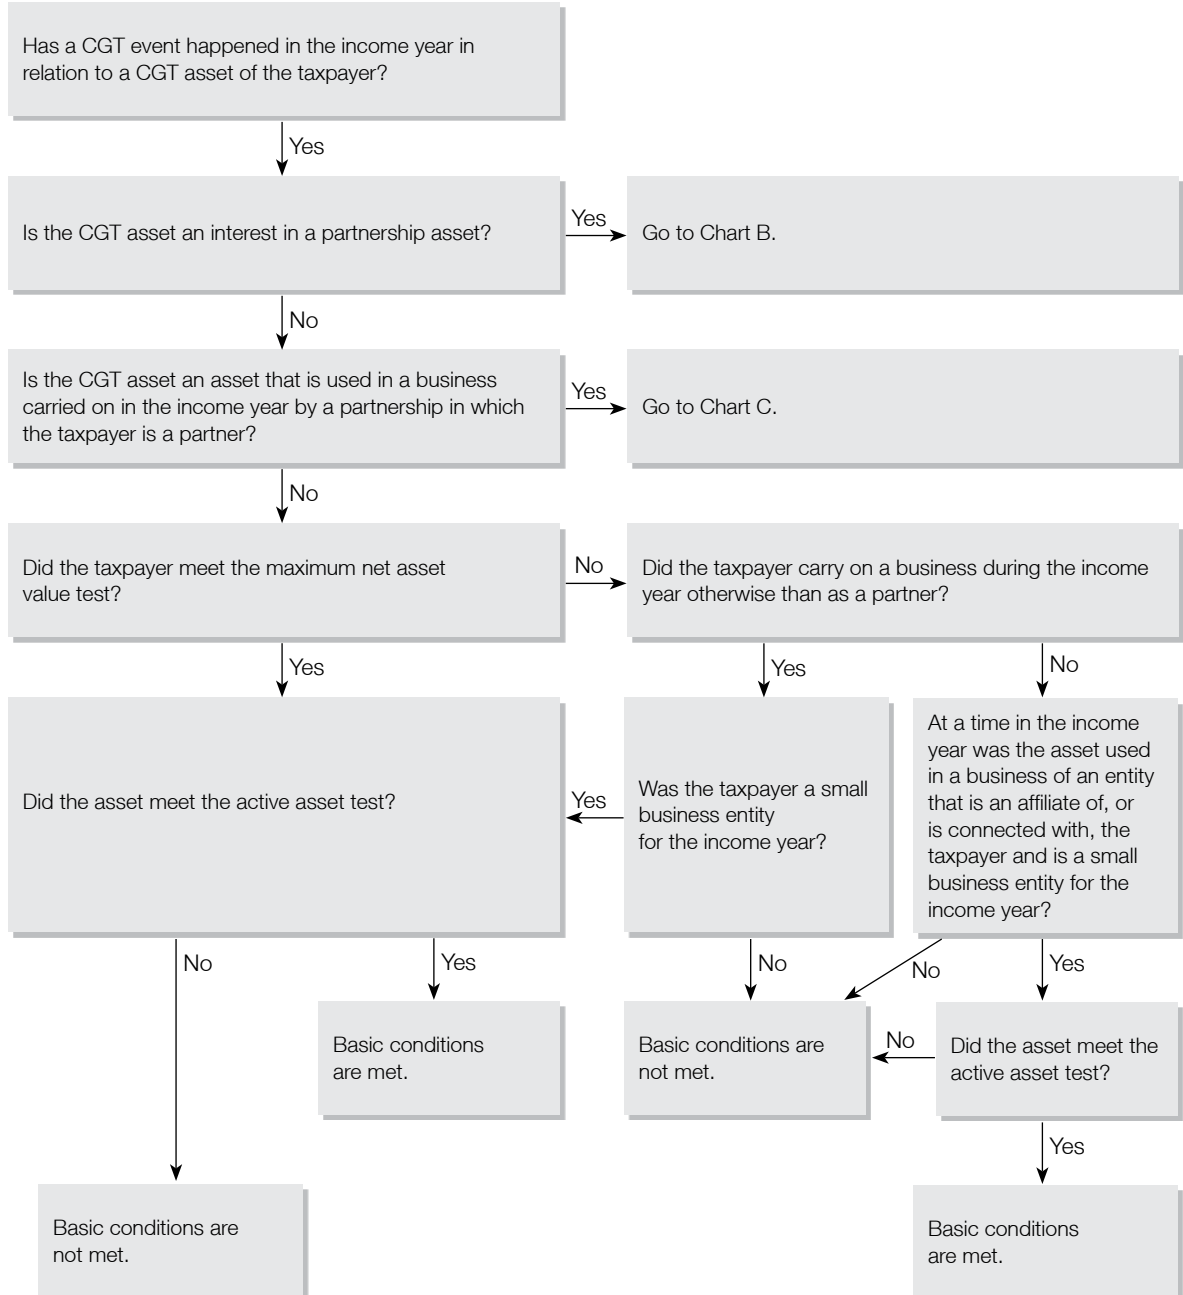 Has a CGT event happened in the income year in
relation to a CGT asset of the taxpayer?
Yes
Is the CGT asset an interest in a partnership asset?
Yes
Go to Chart B.
No
Is the CGT asset an asset that is used in a business
carried on in the income year by a partnership in which
the taxpayer is a partner?
Yes
Go to Chart C.
No
Did the taxpayer meet the maximum net asset
value test?
No
Did the taxpayer carry on a business during the income
year otherwise than as a partner?
Yes
Yes
No
Did the asset meet the active asset test?
Yes
Was the taxpayer a small
business entity
for the income year?
At a time in the income
year was the asset used
in a business of an entity
that is an affiliate of, or
is connected with, the
taxpayer and is a small
business entity for the
income year?
No
Yes
No
No
Yes
Basic conditions
are met.
Basic conditions are
not met.
No
Did the asset meet the
active asset test?
Yes
Basic conditions are
not met.
Basic conditions
are met.